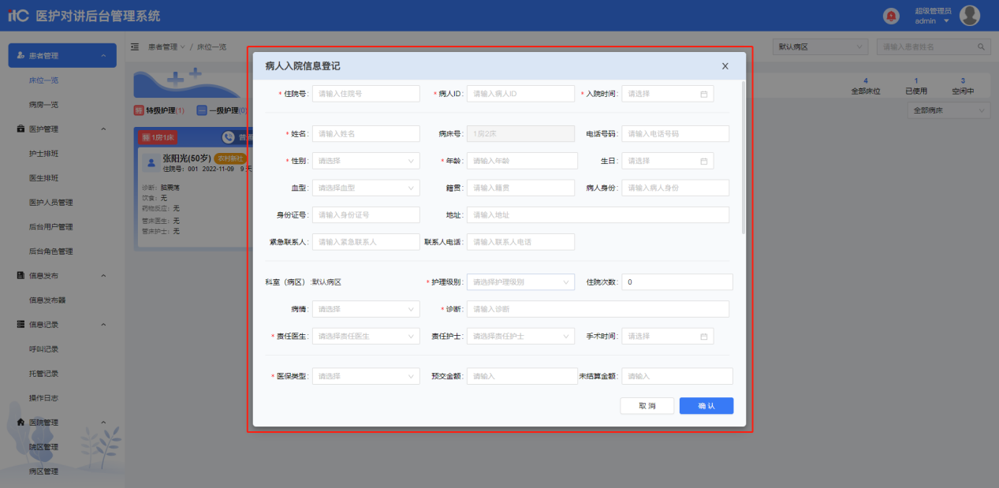 itC 医护对讲后台管理系统
超级管理员
admin
患者管理
床位一览
病房一览
医护管理
护士排班
医生排班
医护人员管理
后台用户管理
后台角色管理
信息发布
信息发布器
信息记录
呼叫记录
托管记录
操作日志
医院管理
院区管理
病区管理
患者管理 / 床位一览
默认病区
请输入患者姓名
4 1 3
全部床位 已使用 空闲中
特 特级护理(1) 一级护理(0)
全部病床
特 1房1床
张阳光(50岁) 农村新社
住院号: 001 2022-11-09 9 天
诊断: 脑震荡
饮食: 无
药物反应: 无
管床医生: 无
管床护士: 无
病人入院信息登记 X
* 住院号: 请输入住院号 * 病人ID: 请输入病人ID * 入院时间: 请选择
* 姓名: 请输入姓名 病床号: 1房2床 电话号码: 请输入电话号码
* 性别: 请选择 * 年龄: 请输入年龄 生日: 请选择
血型: 请选择血型 籍贯: 请输入籍贯 病人身份: 请输入病人身份
身份证号: 请输入身份证号 地址: 请输入地址
紧急联系人: 请输入紧急联系人 联系人电话: 请输入联系人电话
科室（病区）:默认病区 * 护理级别: 请选择护理级别 住院次数: 0
病情: 请选择 * 诊断: 请输入诊断
* 责任医生: 请选择责任医生 责任护士: 请选择责任护士 手术时间: 请选择
* 医保类型: 请选择 预交金额: 请输入 未结算金额: 请输入
取 消 确 认